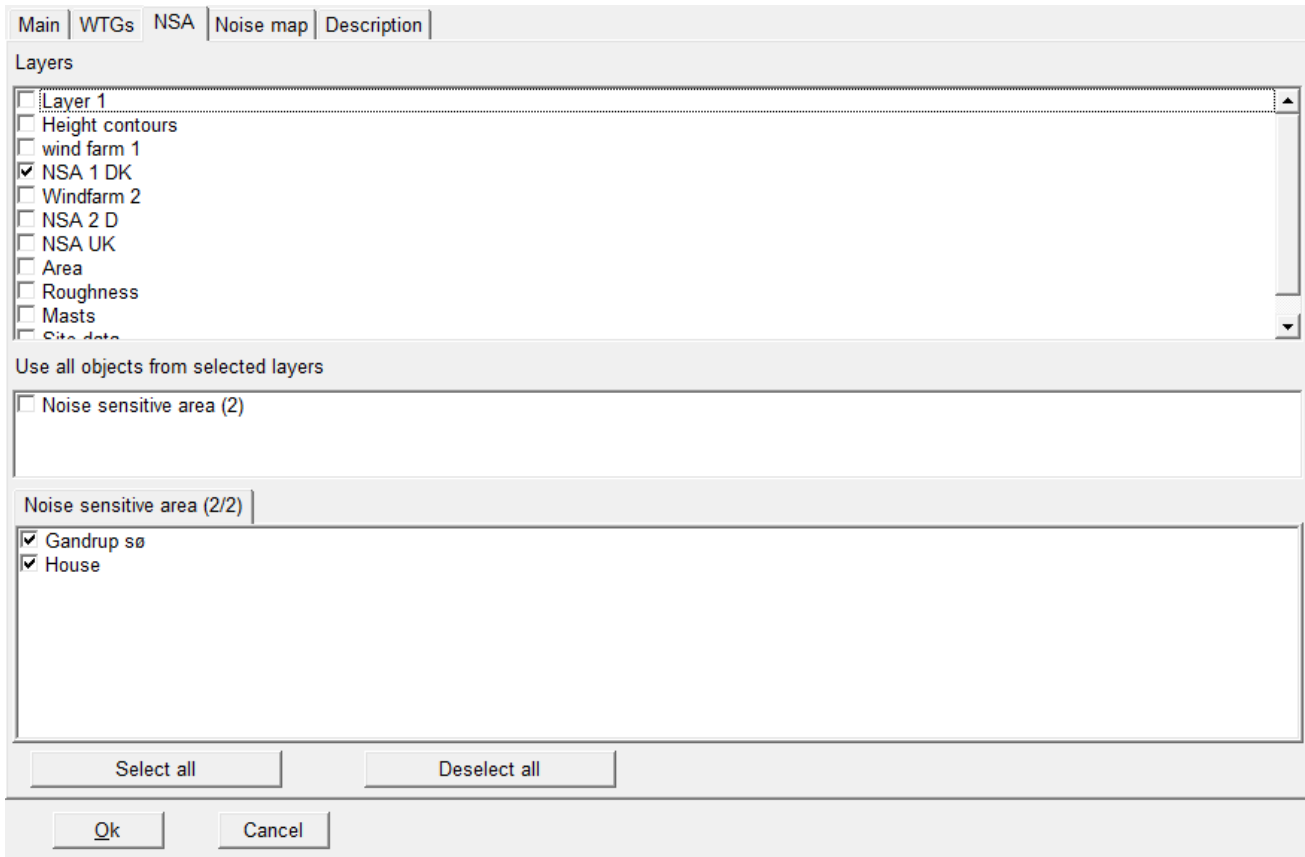 Main WTGs NSA Noise map Description
Layers
Layer 1
Height contours
wind farm 1
NSA 1 DK
Windfarm 2
NSA 2 D
NSA UK
Area
Roughness
Masts
Site data
Use all objects from selected layers
Noise sensitive area (2)
Noise sensitive area (2/2)
Gandrup sø
House
Select all Deselect all
Ok Cancel